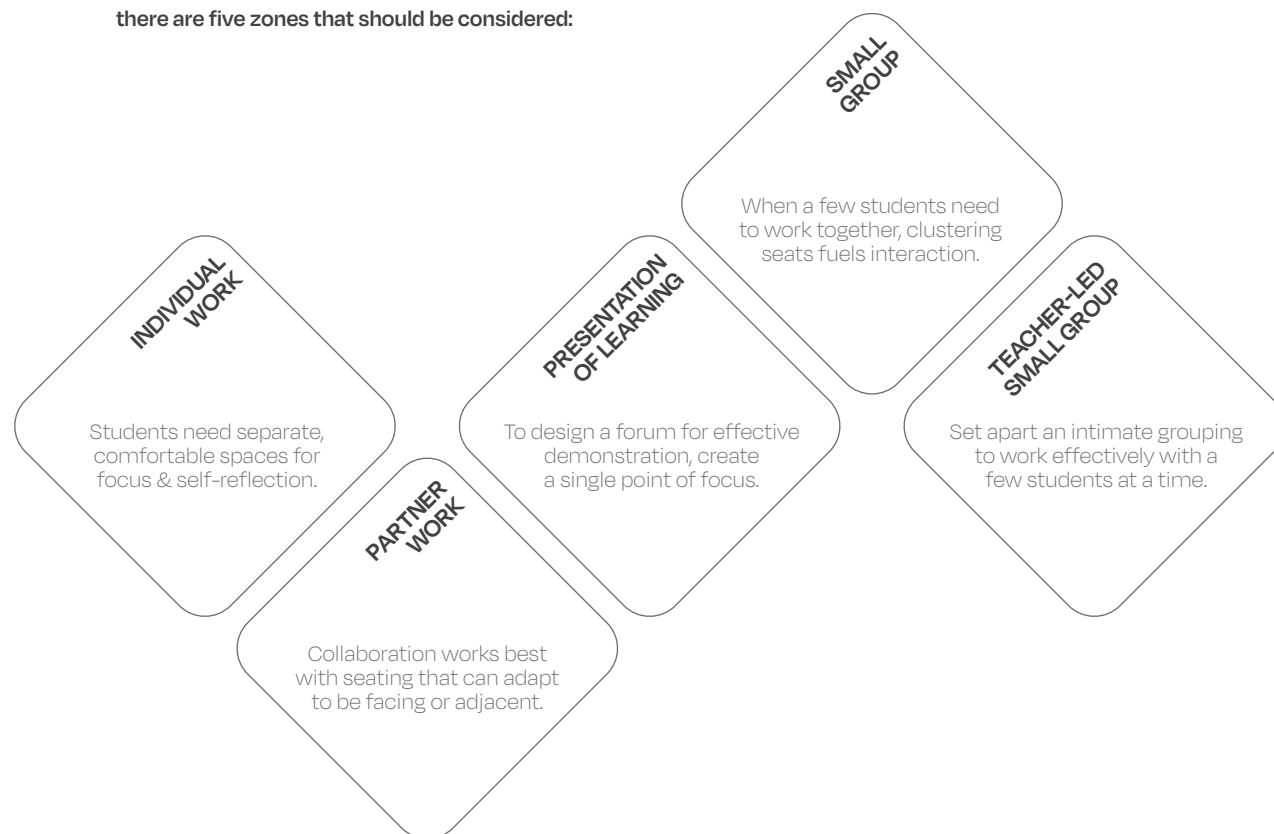 there are five zones that should be considered:
INDIVIDUAL
WORK
Students need separate,
comfortable spaces for
focus & self-reflection.
PARTNER
WORK
Collaboration works best
with seating that can adapt
to be facing or adjacent.
PRESENTATION
OF LEARNING
To design a forum for effective
demonstration, create
a single point of focus.
SMALL
GROUP
When a few students need
to work together, clustering
seats fuels interaction.
TEACHER-LED
SMALL GROUP
Set apart an intimate grouping
to work effectively with a
few students at a time.